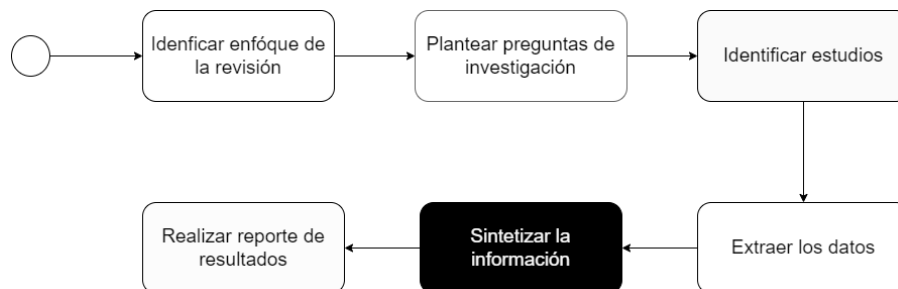 Idenficar enfóque de
la revisión
Plantear preguntas de
investigación
Identificar estudios
Extraer los datos
Sintetizar la
información
Realizar reporte de
resultados